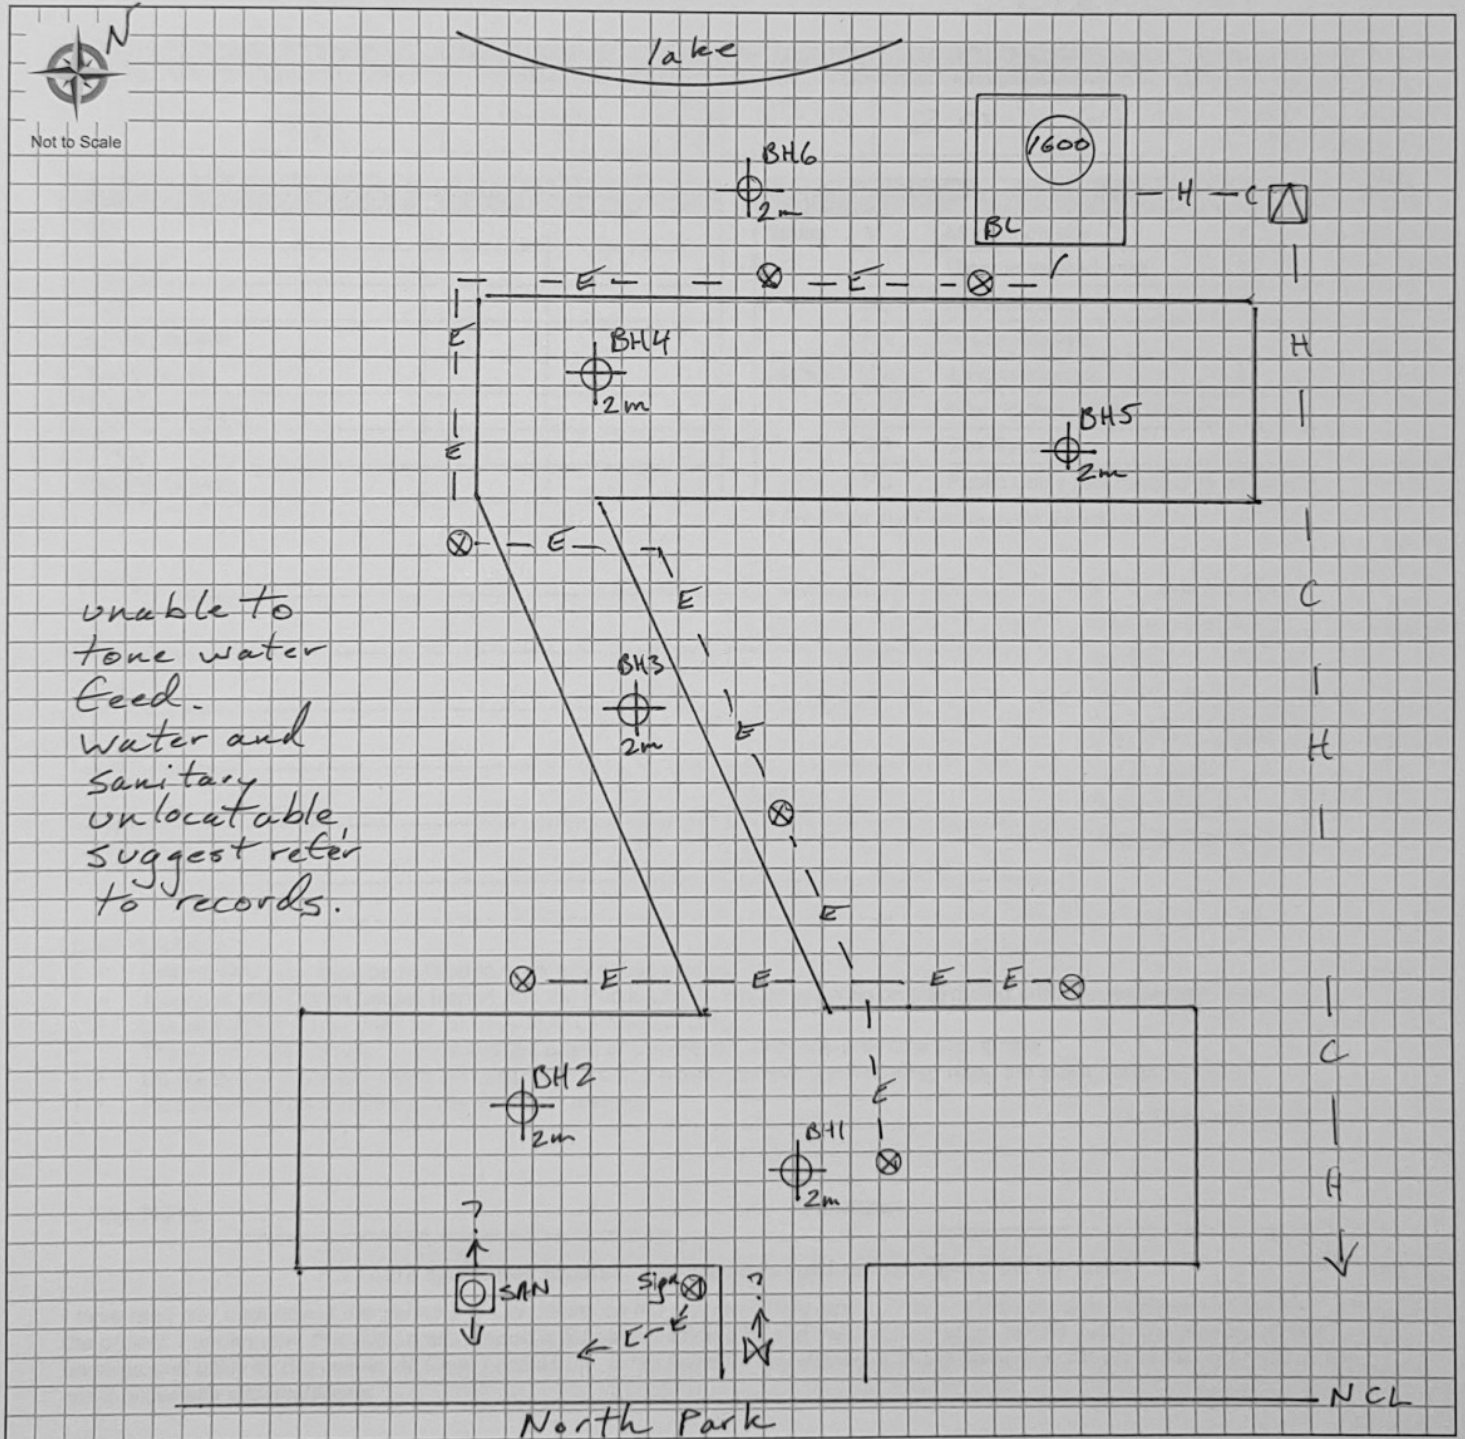 N
Not to Scale
lake
BH6
2m
1600
BL
H C
E E
E
E
BH4
2m
BH5
2m
H
C
H
C
H
E
E
E
E
BH3
2m
unable to
tone water
feed.
water and
sanitary
unlocatable,
suggest refer
to records.
E E E E
BH2
2m
E
BH1
2m
?
SAN
Sign
E E
?
NCL
North Park